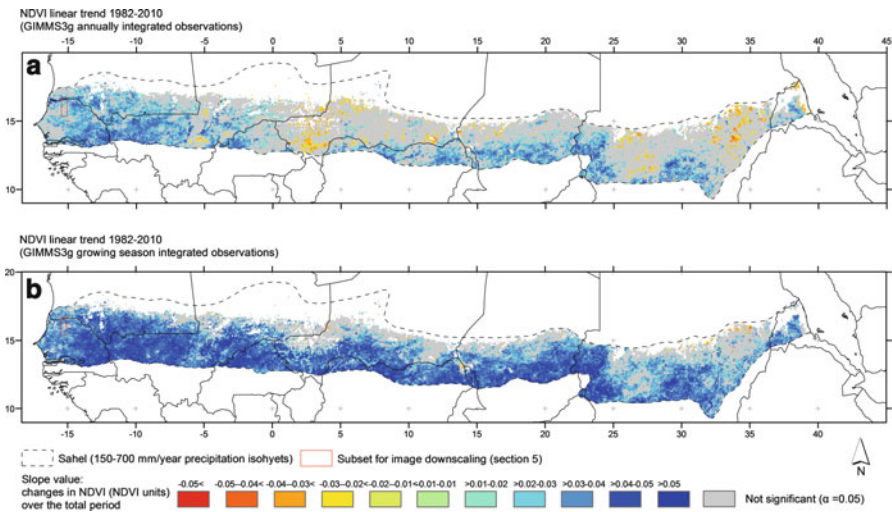 NDVI linear trend 1982-2010
(GIMMS3g annually integrated observations)
-15 -10 -5 0 5 10 15 20 25 30 35 40 45
a
15
10
NDVI linear trend 1982-2010
(GIMMS3g growing season integrated observations)
20
b
15
10
-15 -10 -5 0 5 10 15 20 25 30 35 40
Sahel (150-700 mm/year precipitation isohyets)
Subset for image downscaling (section 5)
N
Slope value:
changes in NDVI (NDVI units)
over the total period
-0.05< -0.05--0.04< -0.04--0.03< -0.03--0.02< -0.02--0.01< -0.01-0.01 >0.01-0.02 >0.02-0.03 >0.03-0.04 >0.04-0.05 >0.05
Not significant (α =0.05)